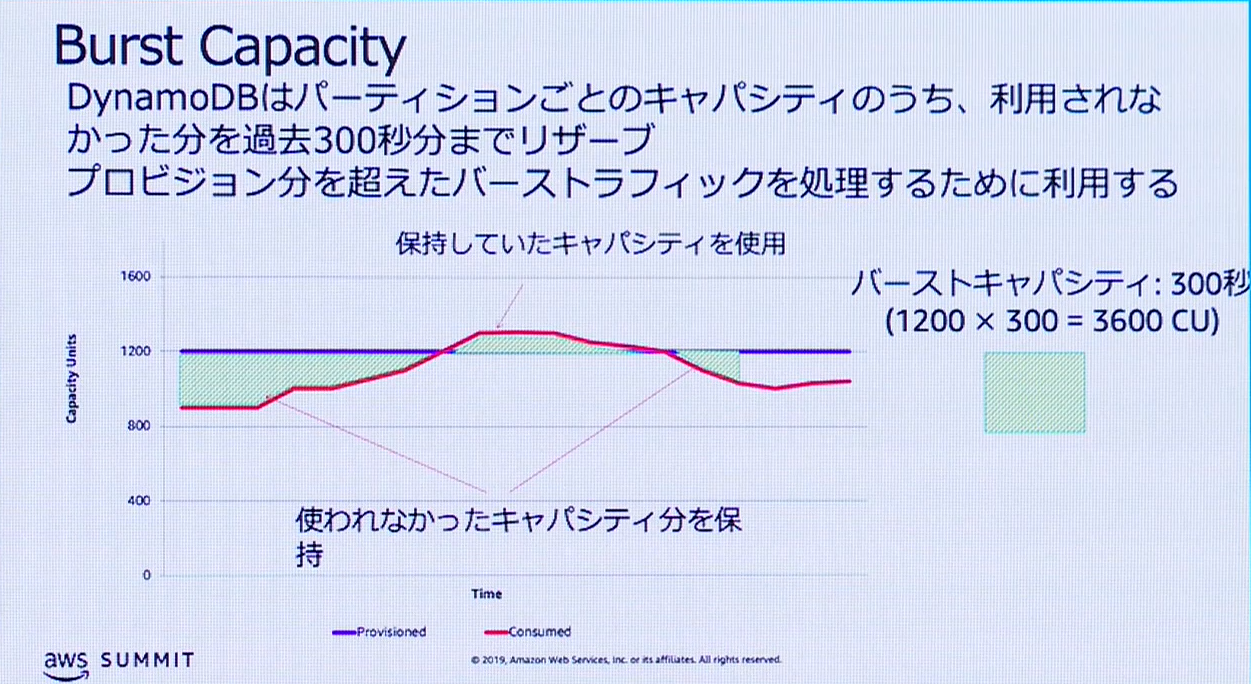 Burst Capacity
DynamoDBはパーティションごとのキャパシティのうち、利用されな
かった分を過去300秒分までリザーブ
プロビジョン分を超えたバーストラフィックを処理するために利用する
保持していたキャパシティを使用
バーストキャパシティ: 300秒
(1200 × 300 = 3600 CU)
1600
1200
800
400
0
Capacity Units
使われなかったキャパシティ分を保
持
Time
Provisioned
Consumed
aws SUMMIT
© 2019, Amazon Web Services, Inc. or its affiliates. All rights reserved.